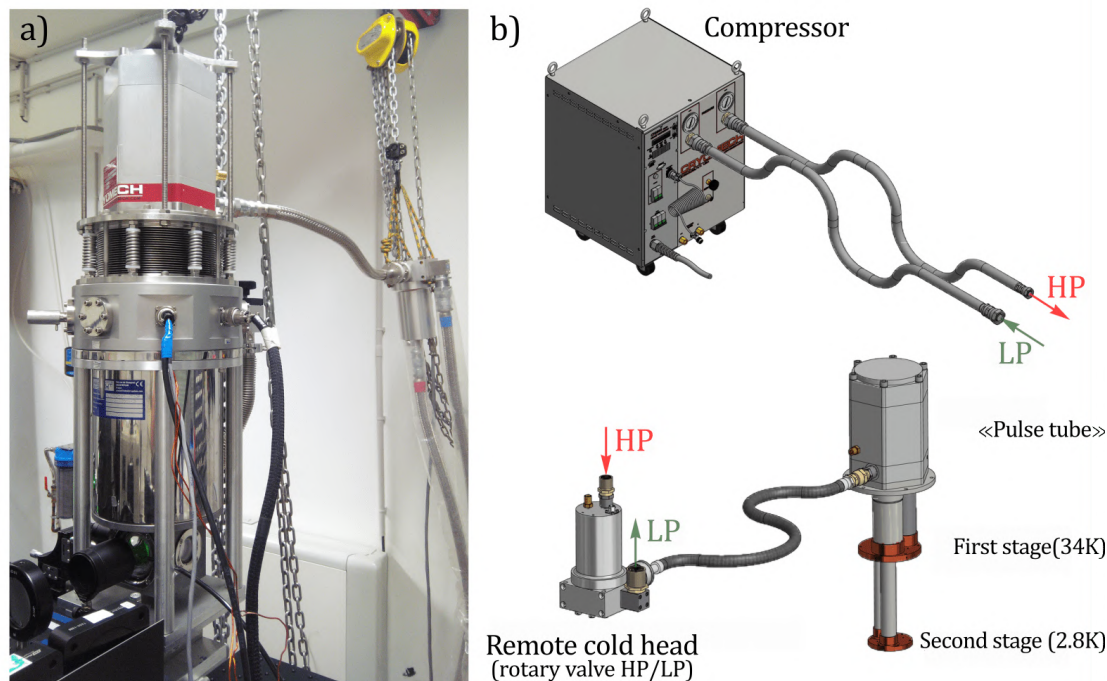 a)
MECH
b)
Compressor
HP
LP
HP
LP
«Pulse tube»
First stage(34K)
Second stage (2.8K)
Remote cold head
(rotary valve HP/LP)